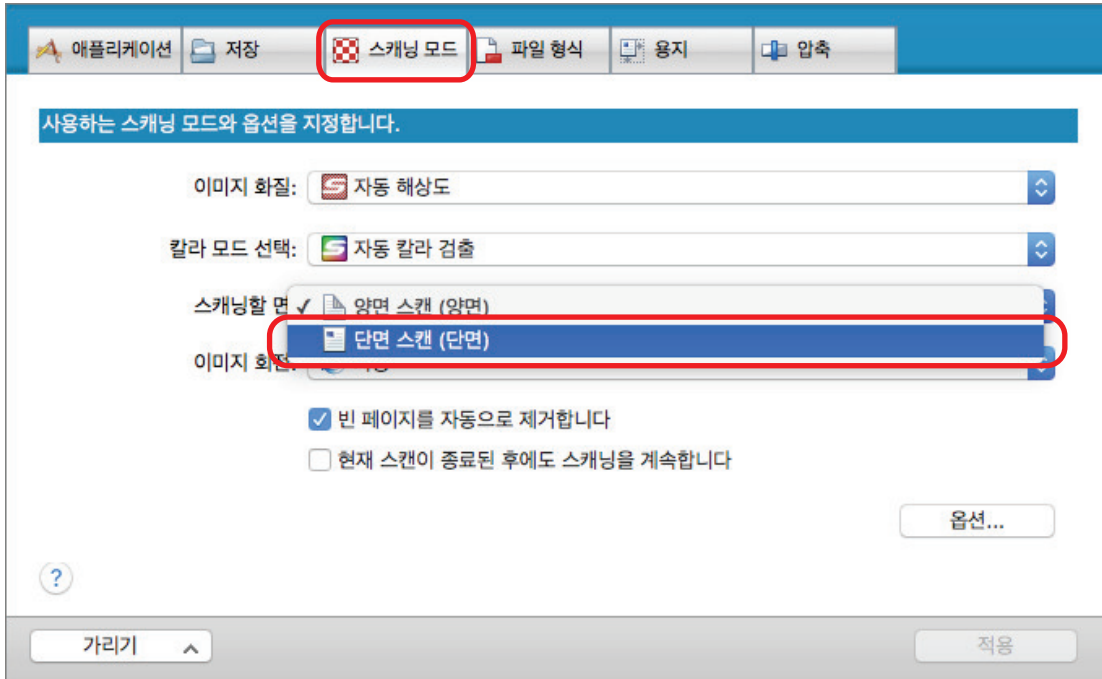 애플리케이션 저장 스캐닝 모드 파일 형식 용지 압축
사용하는 스캐닝 모드와 옵션을 지정합니다.
이미지 화질: 자동 해상도
칼라 모드 선택: 자동 칼라 검출
스캐닝할 면 ✓ 양면 스캔 (양면)
단면 스캔 (단면)
이미지 회전:
빈 페이지를 자동으로 제거합니다
현재 스캔이 종료된 후에도 스캐닝을 계속합니다
옵션...
?
가리기 적용